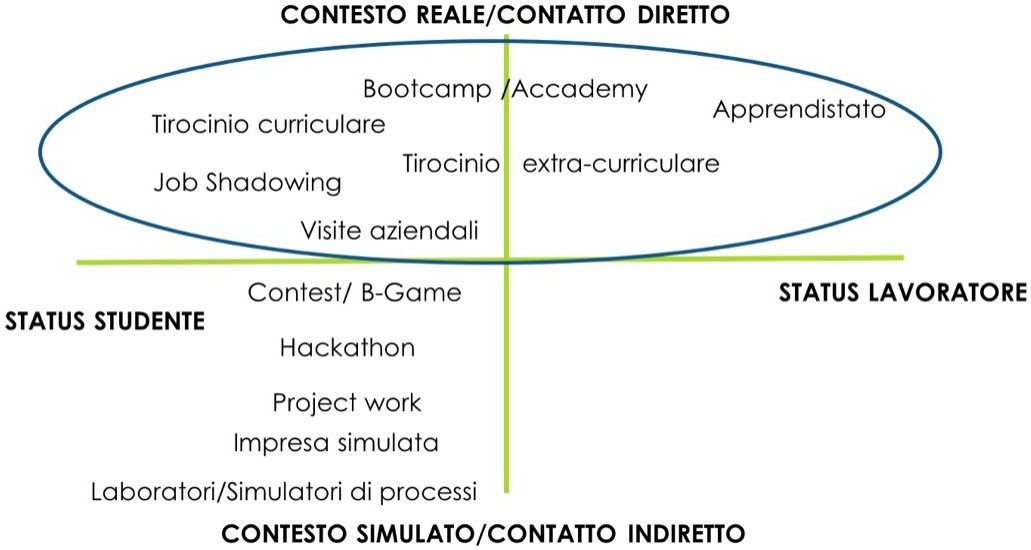 CONTESTO REALE/CONTATTO DIRETTO
Bootcamp /Accademy
Apprendistato
Tirocinio curriculare
Tirocinio extra-curriculare
Job Shadowing
Visite aziendali
Contest/ B-Game
STATUS LAVORATORE
STATUS STUDENTE
Hackathon
Project work
Impresa simulata
Laboratori/Simulatori di processi
CONTESTO SIMULATO/CONTATTO INDIRETTO